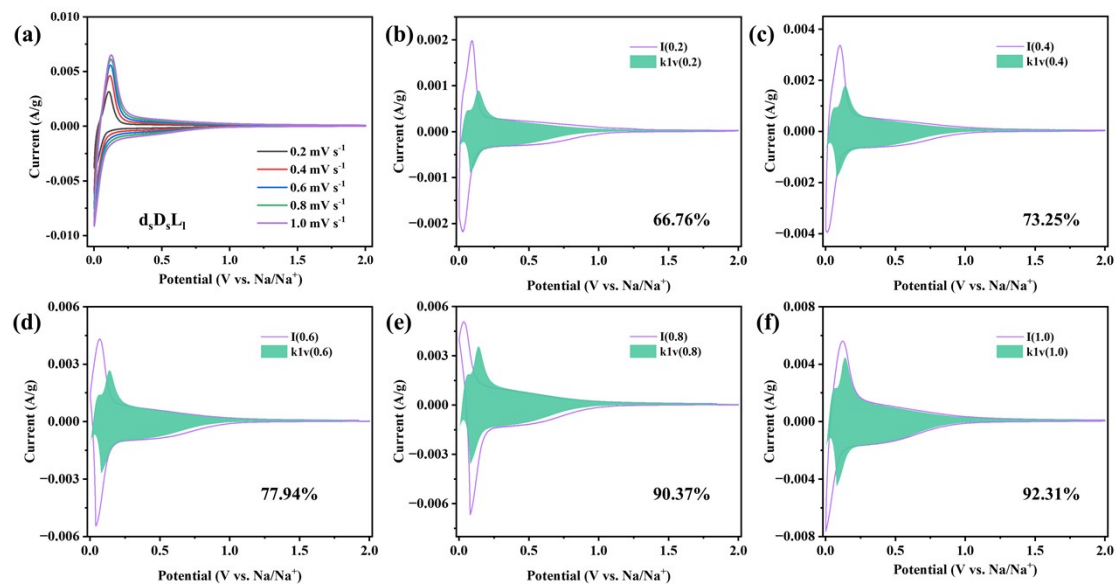 (a)
0.010
0.005
0.000
-0.005
-0.010
Current (A/g)
0.2 mV s⁻¹
0.4 mV s⁻¹
0.6 mV s⁻¹
0.8 mV s⁻¹
1.0 mV s⁻¹
dₛDₛLₗ
0.0 0.5 1.0 1.5 2.0
Potential (V vs. Na/Na⁺)
(b)
0.002
0.001
0.000
−0.001
−0.002
Current (A/g)
I(0.2)
k1v(0.2)
66.76%
0.0 0.5 1.0 1.5 2.0
Potential (V vs. Na/Na⁺)
(c)
0.004
0.002
0.000
−0.002
−0.004
Current (A/g)
I(0.4)
k1v(0.4)
73.25%
0.0 0.5 1.0 1.5 2.0
Potential (V vs. Na/Na⁺)
(d)
0.006
0.003
0.000
−0.003
−0.006
Current (A/g)
I(0.6)
k1v(0.6)
77.94%
0.0 0.5 1.0 1.5 2.0
Potential (V vs. Na/Na⁺)
(e)
0.006
0.003
0.000
−0.003
−0.006
Current (A/g)
I(0.8)
k1v(0.8)
90.37%
0.0 0.5 1.0 1.5 2.0
Potential (V vs. Na/Na⁺)
(f)
0.008
0.004
0.000
−0.004
−0.008
Current (A/g)
I(1.0)
k1v(1.0)
92.31%
0.0 0.5 1.0 1.5 2.0
Potential (V vs. Na/Na⁺)